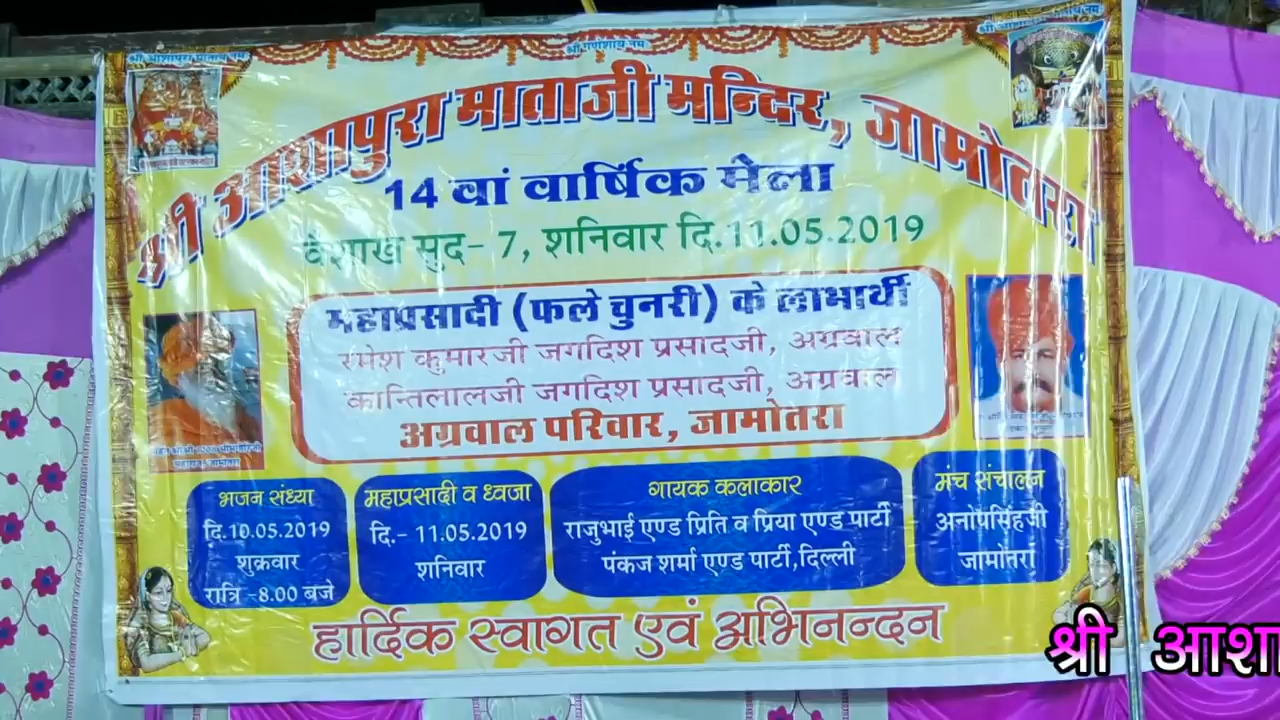 श्री गणेशाय नमः
श्री आशापुरा माताजी मन्दिर, जामोतरा
14 वां वार्षिक मेला
वैशाख सुद- 7, शनिवार दि.11.05.2019
महाप्रसादी (फले चुनरी) के लाभार्थी
रमेश कुमारजी जगदिश प्रसादजी, अग्रवाल
कान्तिलालजी जगदिश प्रसादजी, अग्रवाल
अग्रवाल परिवार, जामोतरा
भजन संध्या
दि.10.05.2019
शुक्रवार
रात्रि -8.00 बजे
महाप्रसादी व ध्वजा
दि.- 11.05.2019
शनिवार
गायक कलाकार
राजुभाई एण्ड प्रिति व प्रिया एण्ड पार्टी
पंकज शर्मा एण्ड पार्टी,दिल्ली
मंच संचालन
अनोपसिंहजी
जामोतरा
हार्दिक स्वागत एवं अभिनन्दन
श्री आशा